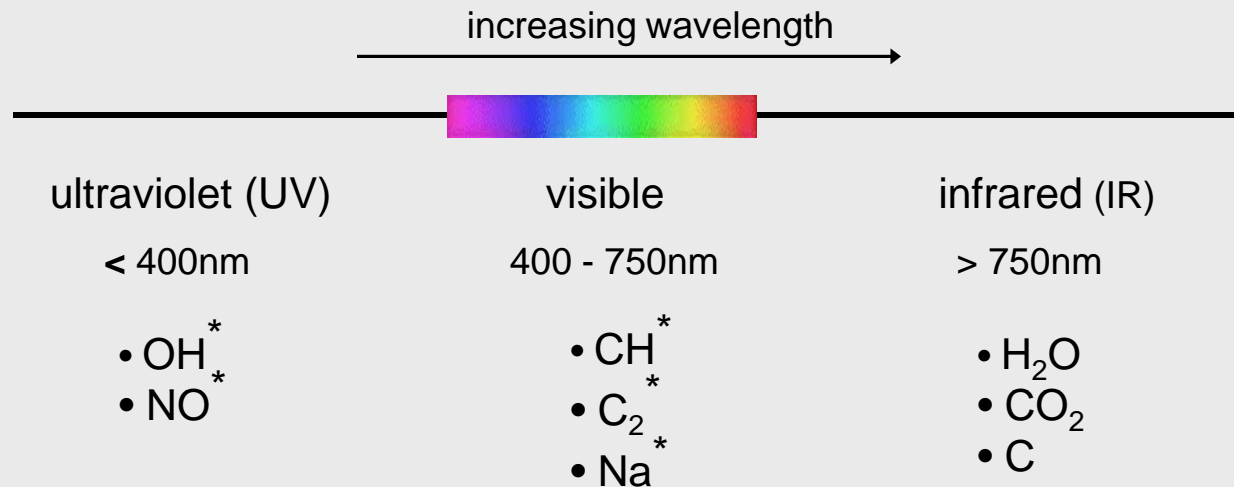 increasing wavelength
ultraviolet (UV)
< 400nm
• OH*
• NO*
visible
400 - 750nm
• CH*
• C₂*
• Na*
infrared (IR)
> 750nm
• H₂O
• CO₂
• C